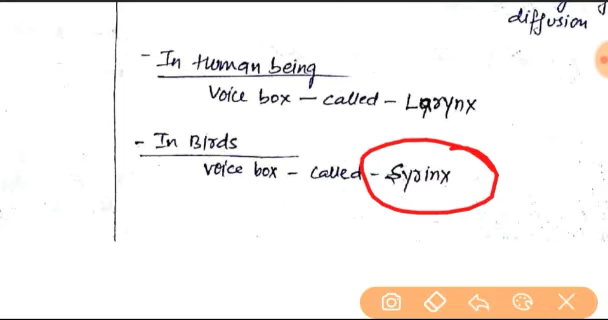 diffusion
- In Human being
Voice box - called - Larynx
- In Birds
voice box - called - Syrinx